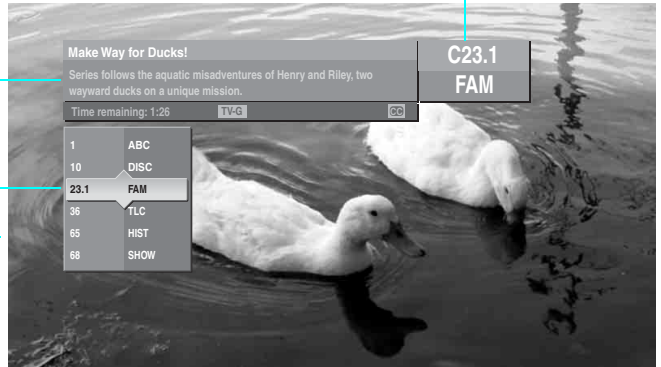 Make Way for Ducks!
C23.1
Series follows the aquatic misadventures of Henry and Riley, two
wayward ducks on a unique mission.
FAM
Time remaining: 1:26 TV-G CC
1 ABC
10 DISC
23.1 FAM
36 TLC
65 HIST
68 SHOW